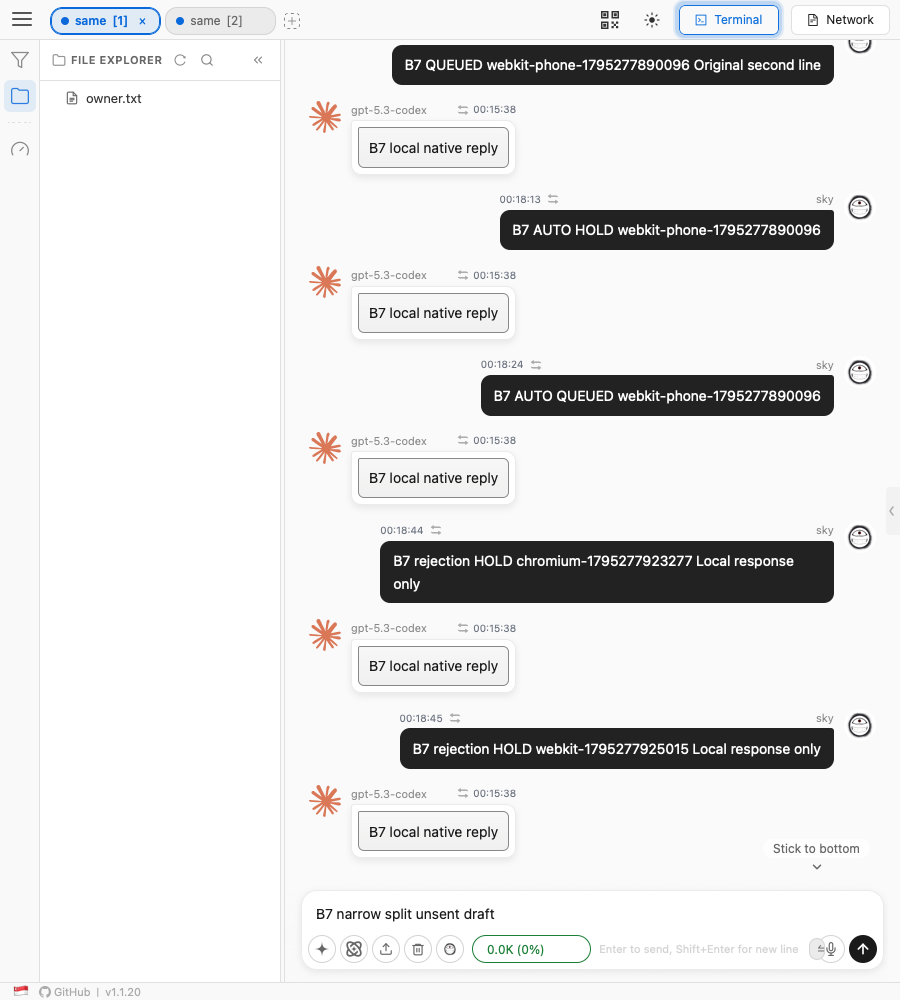 same [1] ×
same [2]
Terminal
Network
FILE EXPLORER
owner.txt
B7 QUEUED webkit-phone-1795277890096 Original second line
gpt-5.3-codex 00:15:38
B7 local native reply
00:18:13 sky
B7 AUTO HOLD webkit-phone-1795277890096
gpt-5.3-codex 00:15:38
B7 local native reply
00:18:24 sky
B7 AUTO QUEUED webkit-phone-1795277890096
gpt-5.3-codex 00:15:38
B7 local native reply
00:18:44 sky
B7 rejection HOLD chromium-1795277923277 Local response
only
gpt-5.3-codex 00:15:38
B7 local native reply
00:18:45 sky
B7 rejection HOLD webkit-1795277925015 Local response only
gpt-5.3-codex 00:15:38
B7 local native reply
Stick to bottom
B7 narrow split unsent draft
0.0K (0%)
Enter to send, Shift+Enter for new line
GitHub | v1.1.20